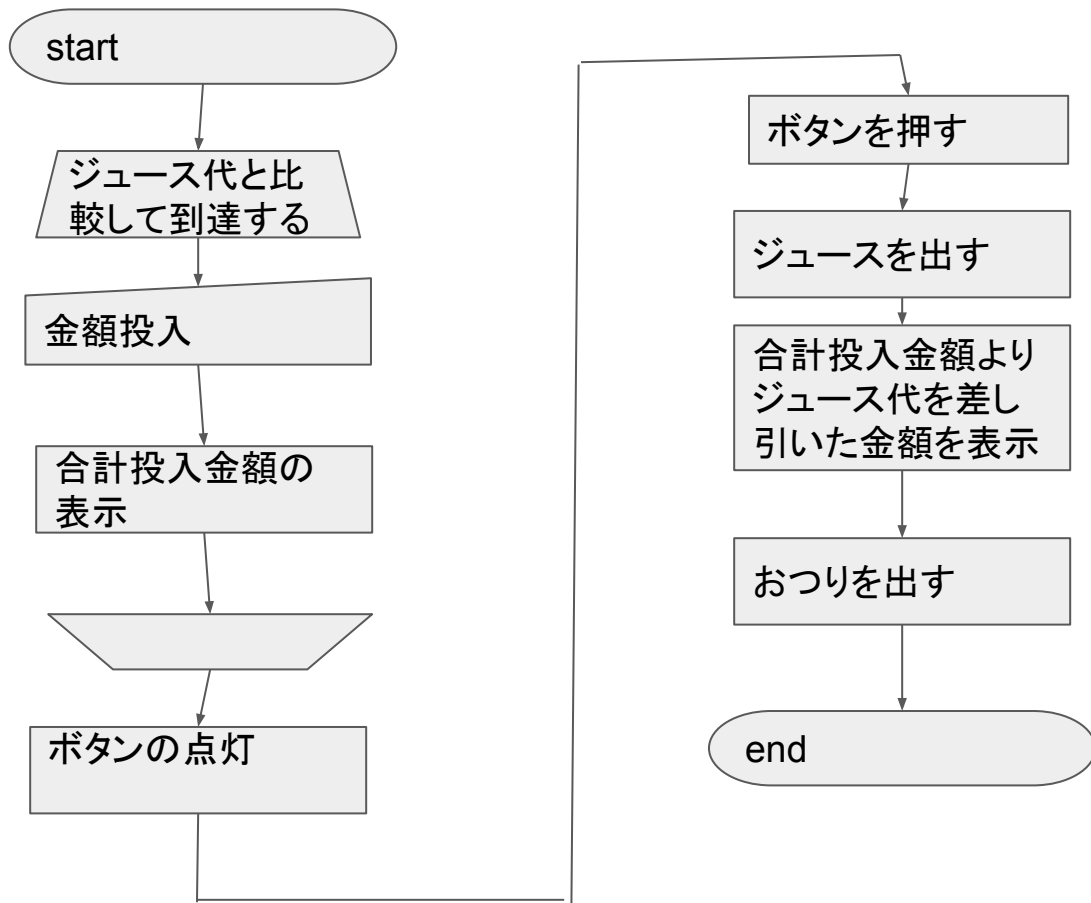 start
ジュース代と比
較して到達する
金額投入
合計投入金額の
表示
ボタンの点灯
ボタンを押す
ジュースを出す
合計投入金額より
ジュース代を差し
引いた金額を表示
おつりを出す
end